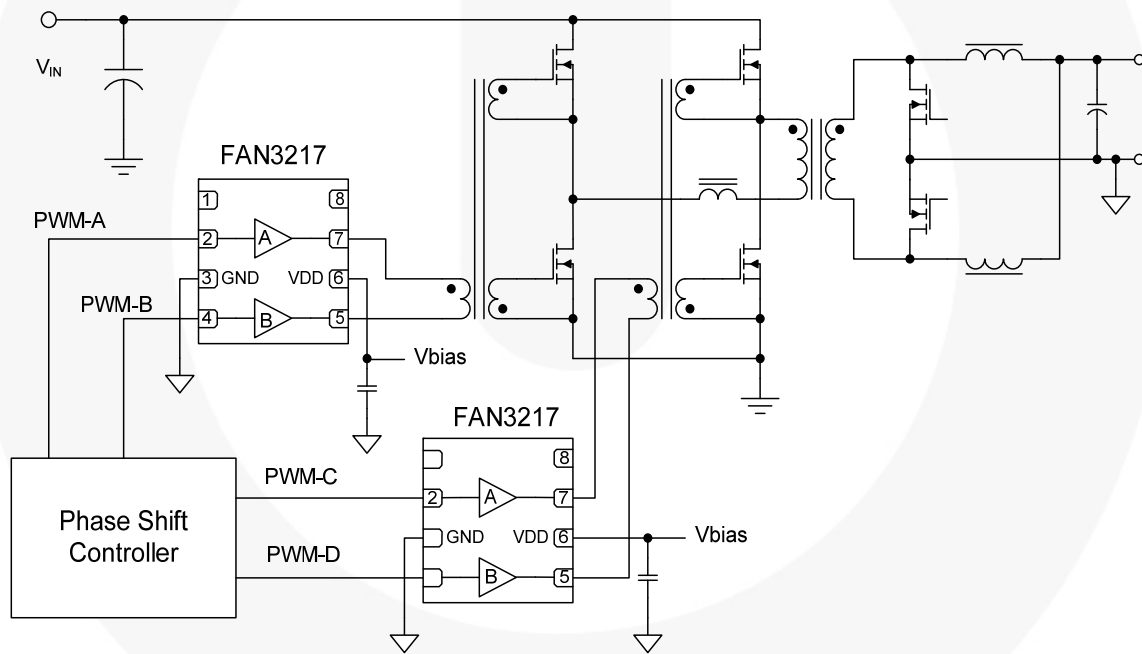 V_IN
FAN3217
1
8
PWM-A
2
A
7
3
GND
VDD
6
PWM-B
4
B
5
Vbias
FAN3217
8
PWM-C
2
A
7
GND
VDD
6
Vbias
PWM-D
B
5
Phase Shift
Controller